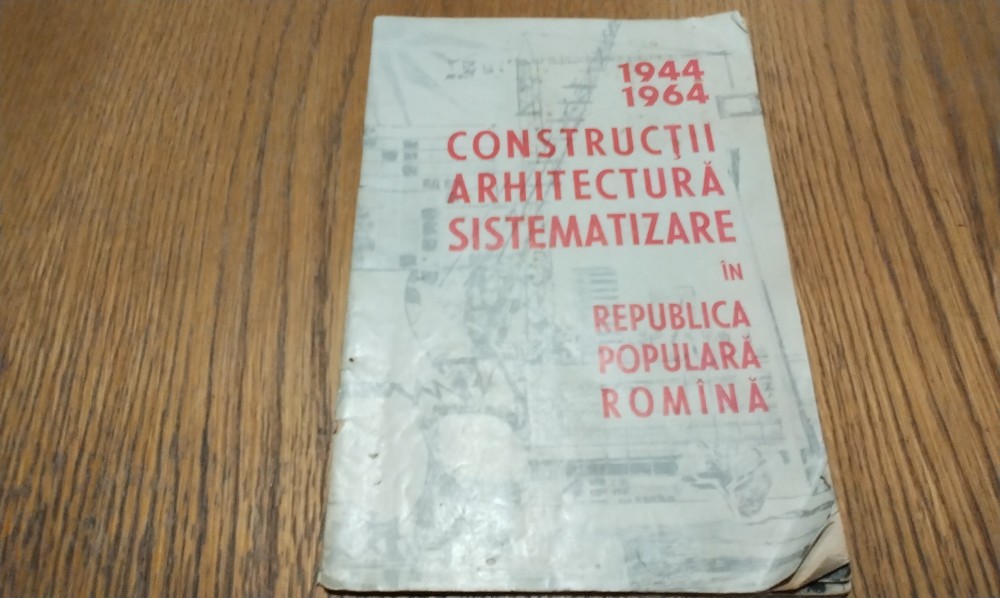 1944
1964
CONSTRUCŢII
ARHITECTURĂ
SISTEMATIZARE
ÎN
REPUBLICA
POPULARĂ
ROMÎNĂ